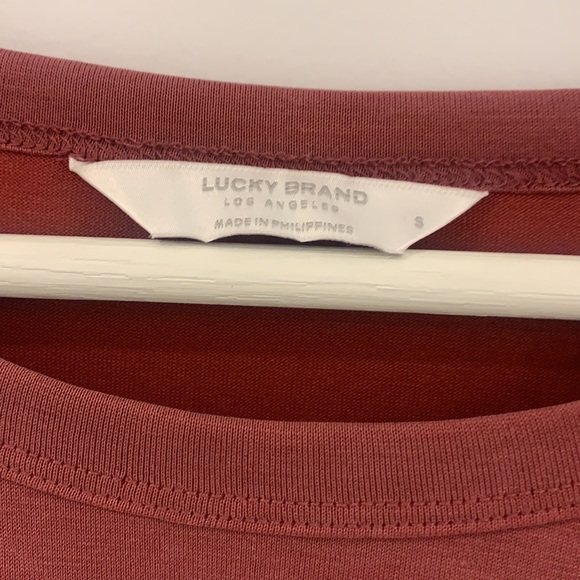 LUCKY BRAND
LOS ANGELES
MADE IN PHILIPPINES
S